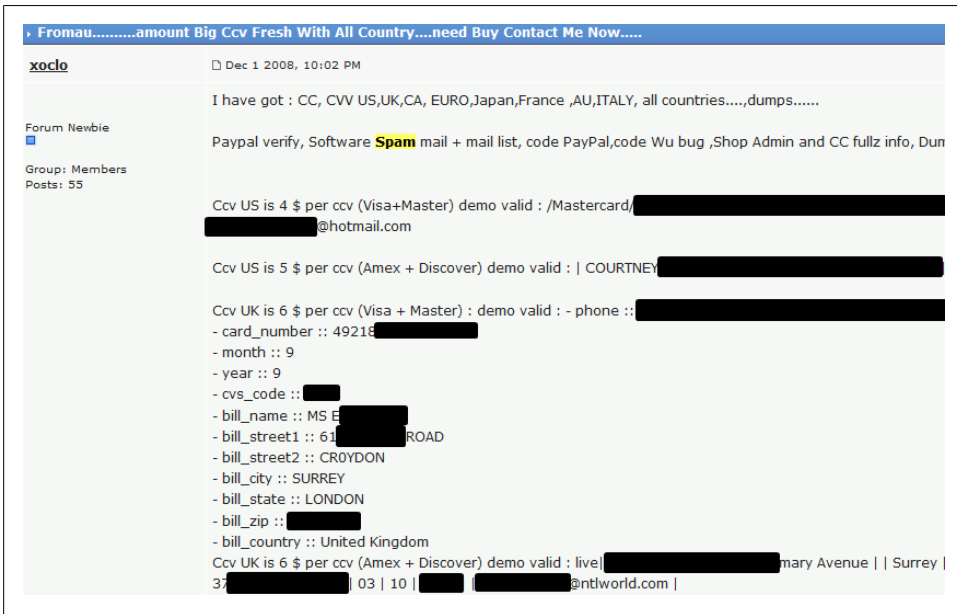 Fromau..........amount Big Ccv Fresh With All Country....need Buy Contact Me Now.....
xoclo
Dec 1 2008, 10:02 PM
Forum Newbie
Group: Members
Posts: 55
I have got : CC, CVV US,UK,CA, EURO,Japan,France ,AU,ITALY, all countries....,dumps......
Paypal verify, Software Spam mail + mail list, code PayPal,code Wu bug ,Shop Admin and CC fullz info, Dum
Ccv US is 4 $ per ccv (Visa+Master) demo valid : /Mastercard/
@hotmail.com
Ccv US is 5 $ per ccv (Amex + Discover) demo valid : | COURTNEY
Ccv UK is 6 $ per ccv (Visa + Master) : demo valid : - phone ::
- card_number :: 49218
- month :: 9
- year :: 9
- cvs_code ::
- bill_name :: MS E
- bill_street1 :: 61 ROAD
- bill_street2 :: CR0YDON
- bill_city :: SURREY
- bill_state :: LONDON
- bill_zip ::
- bill_country :: United Kingdom
Ccv UK is 6 $ per ccv (Amex + Discover) demo valid : live| mary Avenue | | Surrey |
37 | 03 | 10 | | @ntlworld.com |